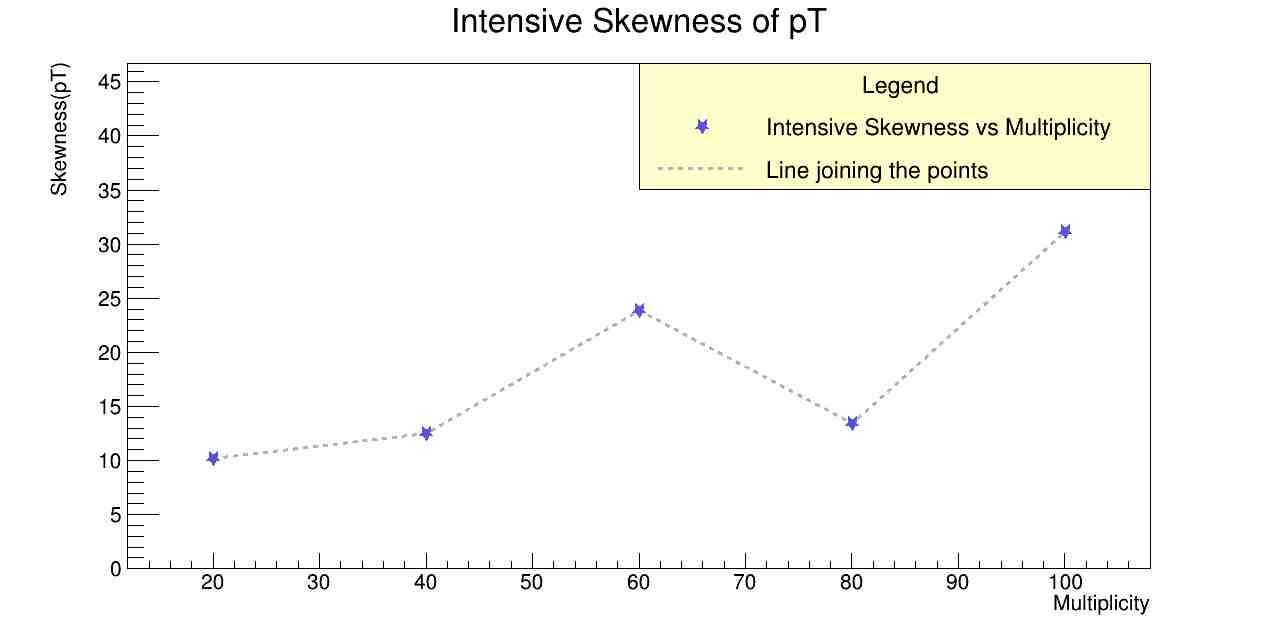 Intensive Skewness of pT
Skewness(pT)
45
40
35
30
25
20
15
10
5
0
Legend
Intensive Skewness vs Multiplicity
Line joining the points
20 30 40 50 60 70 80 90 100
Multiplicity